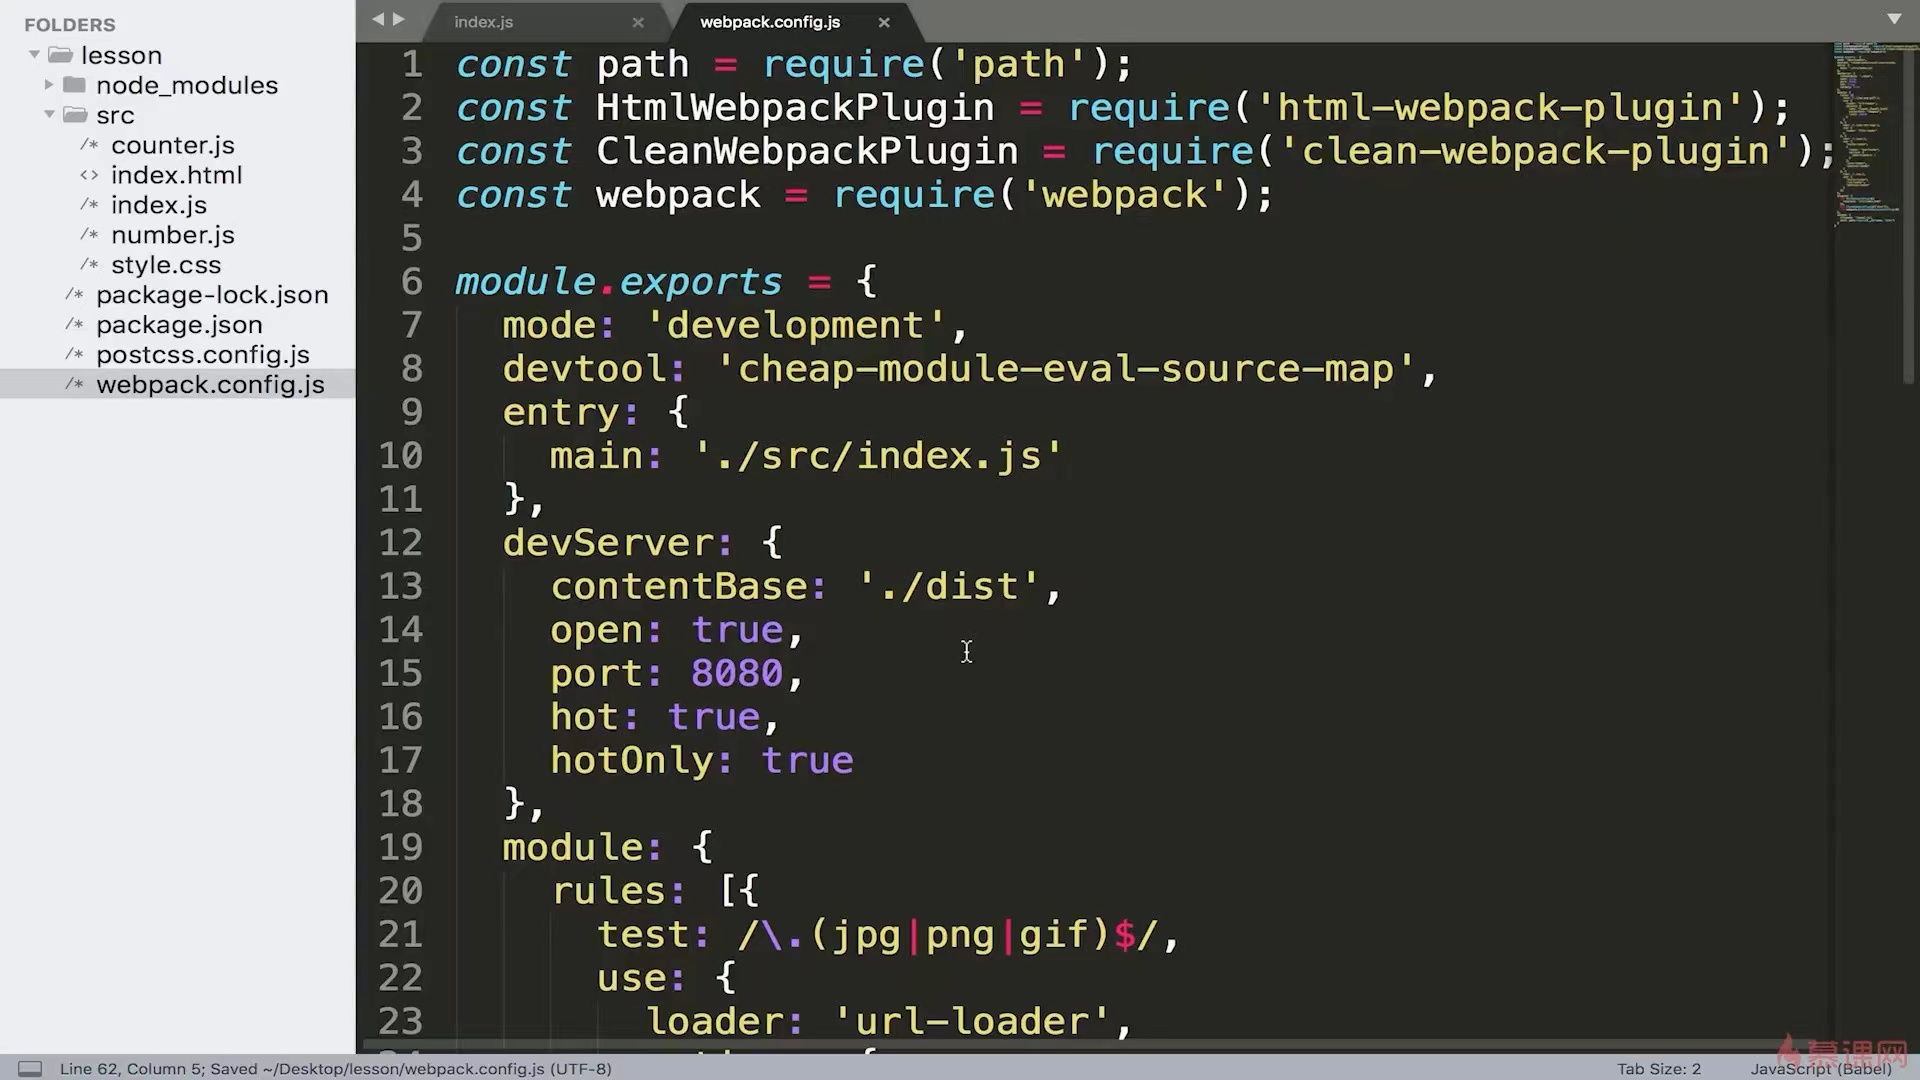 FOLDERS
lesson
node_modules
src
/* counter.js
<> index.html
/* index.js
/* number.js
/* style.css
/* package-lock.json
/* package.json
/* postcss.config.js
/* webpack.config.js
index.js ×
webpack.config.js ×
1 const path = require('path');
2 const HtmlWebpackPlugin = require('html-webpack-plugin');
3 const CleanWebpackPlugin = require('clean-webpack-plugin');
4 const webpack = require('webpack');
5
6 module.exports = {
7   mode: 'development',
8   devtool: 'cheap-module-eval-source-map',
9   entry: {
10     main: './src/index.js'
11   },
12   devServer: {
13     contentBase: './dist',
14     open: true,
15     port: 8080,
16     hot: true,
17     hotOnly: true
18   },
19   module: {
20     rules: [{
21       test: /\.(jpg|png|gif)$/,
22       use: {
23         loader: 'url-loader',
Line 62, Column 5; Saved ~/Desktop/lesson/webpack.config.js (UTF-8)
Tab Size: 2
JavaScript (Babel)
慕课网